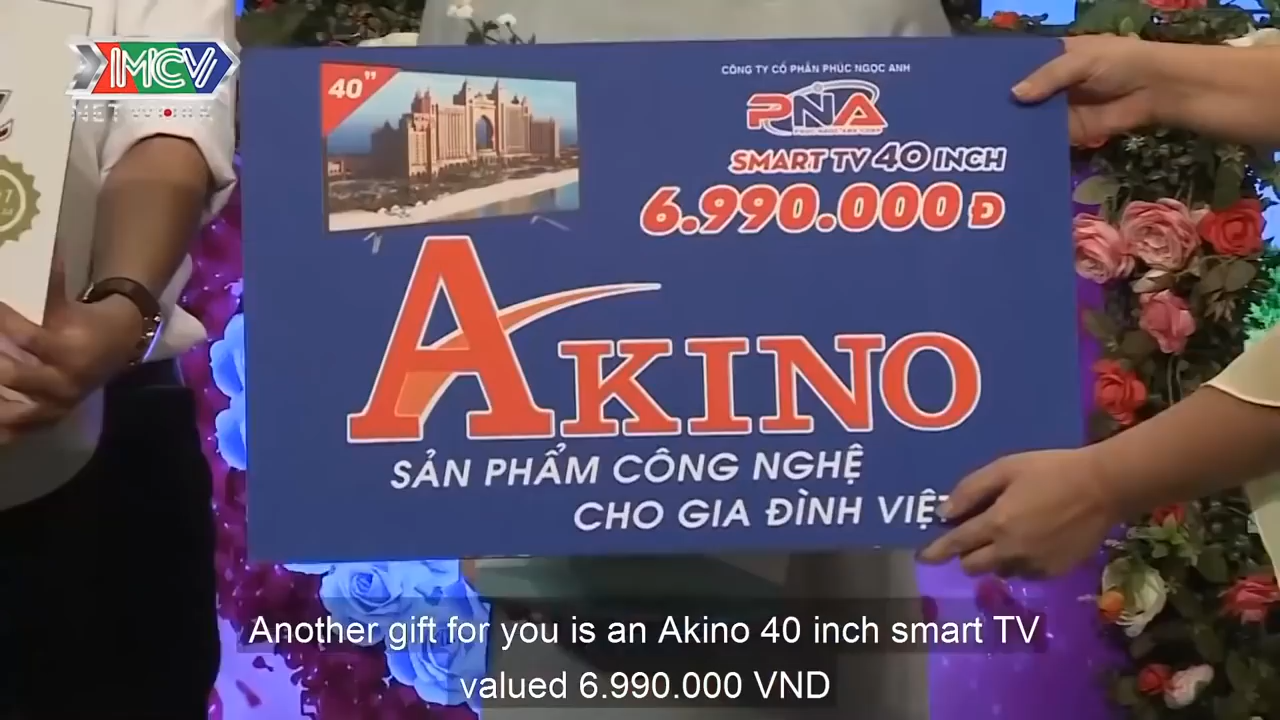 MCV
NETWORK
CÔNG TY CỔ PHẦN PHÚC NGỌC ANH
40"
PNA
SMART TV 40 INCH
6.990.000 Đ
AKINO
SẢN PHẨM CÔNG NGHỆ
CHO GIA ĐÌNH VIỆT
Another gift for you is an Akino 40 inch smart TV
valued 6.990.000 VND